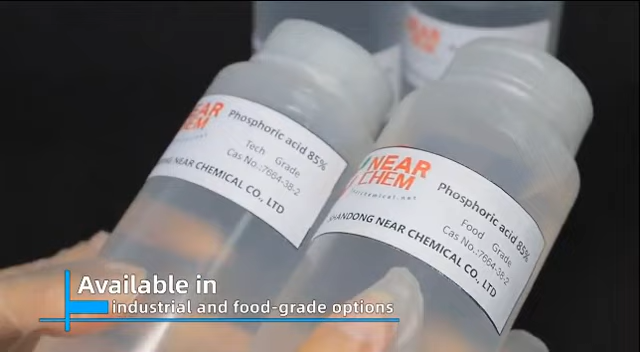 NEAR
CHEM
Phosphoric acid 85%
Tech Grade
Cas No.:7664-38-2
NEAR CHEMICAL CO., LTD
NEAR
CHEM
Phosphoric acid 85%
Food Grade
Cas No.:7664-38-2
SHANDONG NEAR CHEMICAL CO., LTD
Available in
industrial and food-grade options